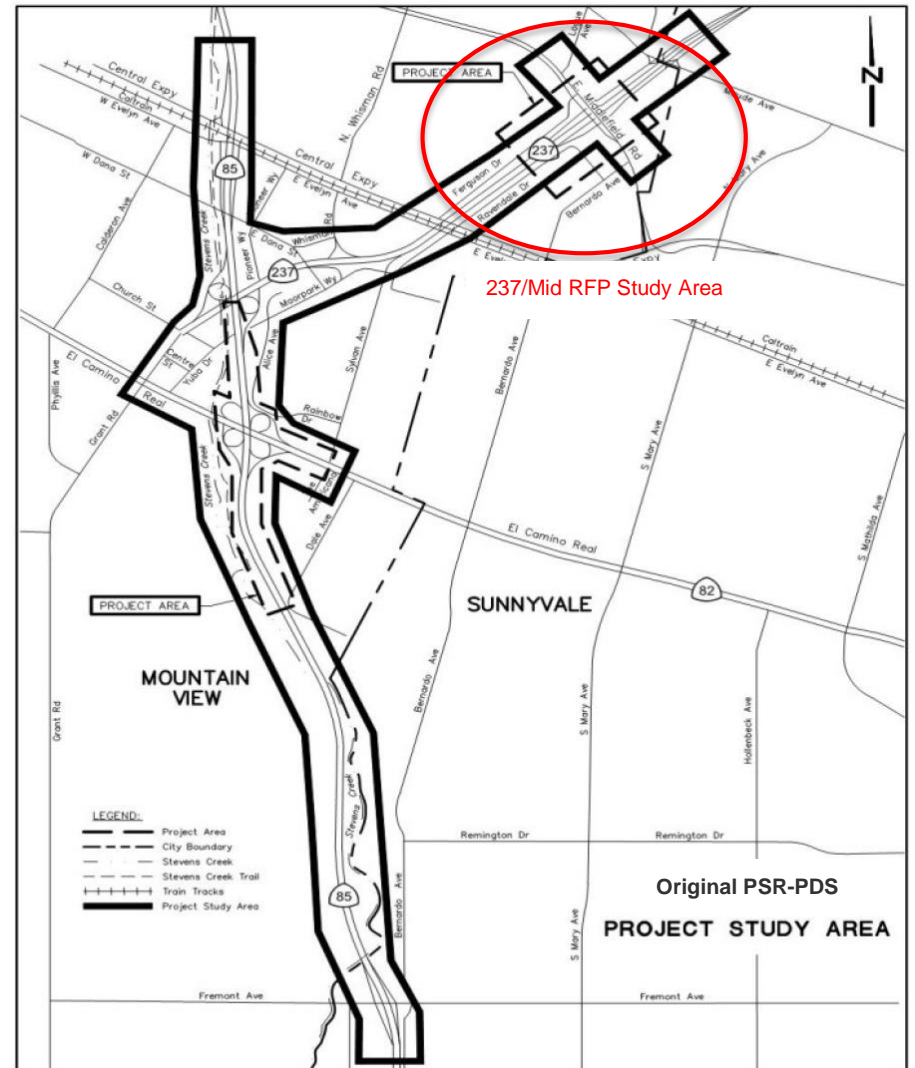 Central Expy
Caltrain
W Evelyn Ave
W Dana St
Calderon Ave
Church St
85
Stevens Creek
N. Whisman Rd
PROJECT AREA
E Middlefield Rd
Maude Ave
N
237
Ferguson Dr
Ravendale Dr
Bernardo Ave
Central Expy
E Evelyn Ave
E Dana St
Whisman Rd
Pioneer Wy
237
Moorpark Wy
237/Mid RFP Study Area
Caltrain
E Evelyn Ave
El Camino Real
Phyllis Ave
Grant Rd
Centre St
Yuba Dr
Alice Ave
Sylvan Ave
Rainbow Dr
Dale Ave
Stevens Creek
Bernardo Ave
S Mary Ave
S Mathilda Ave
El Camino Real
82
PROJECT AREA
SUNNYVALE
MOUNTAIN
VIEW
Grant Rd
Bernardo Ave
S Mary Ave
Hollenbeck Ave
LEGEND:
Project Area
City Boundary
Stevens Creek
Stevens Creek Trail
Train Tracks
Project Study Area
Stevens Creek
85
Bernardo Ave
Remington Dr
Remington Dr
Original PSR-PDS
PROJECT STUDY AREA
S Mary Ave
Fremont Ave
Fremont Ave